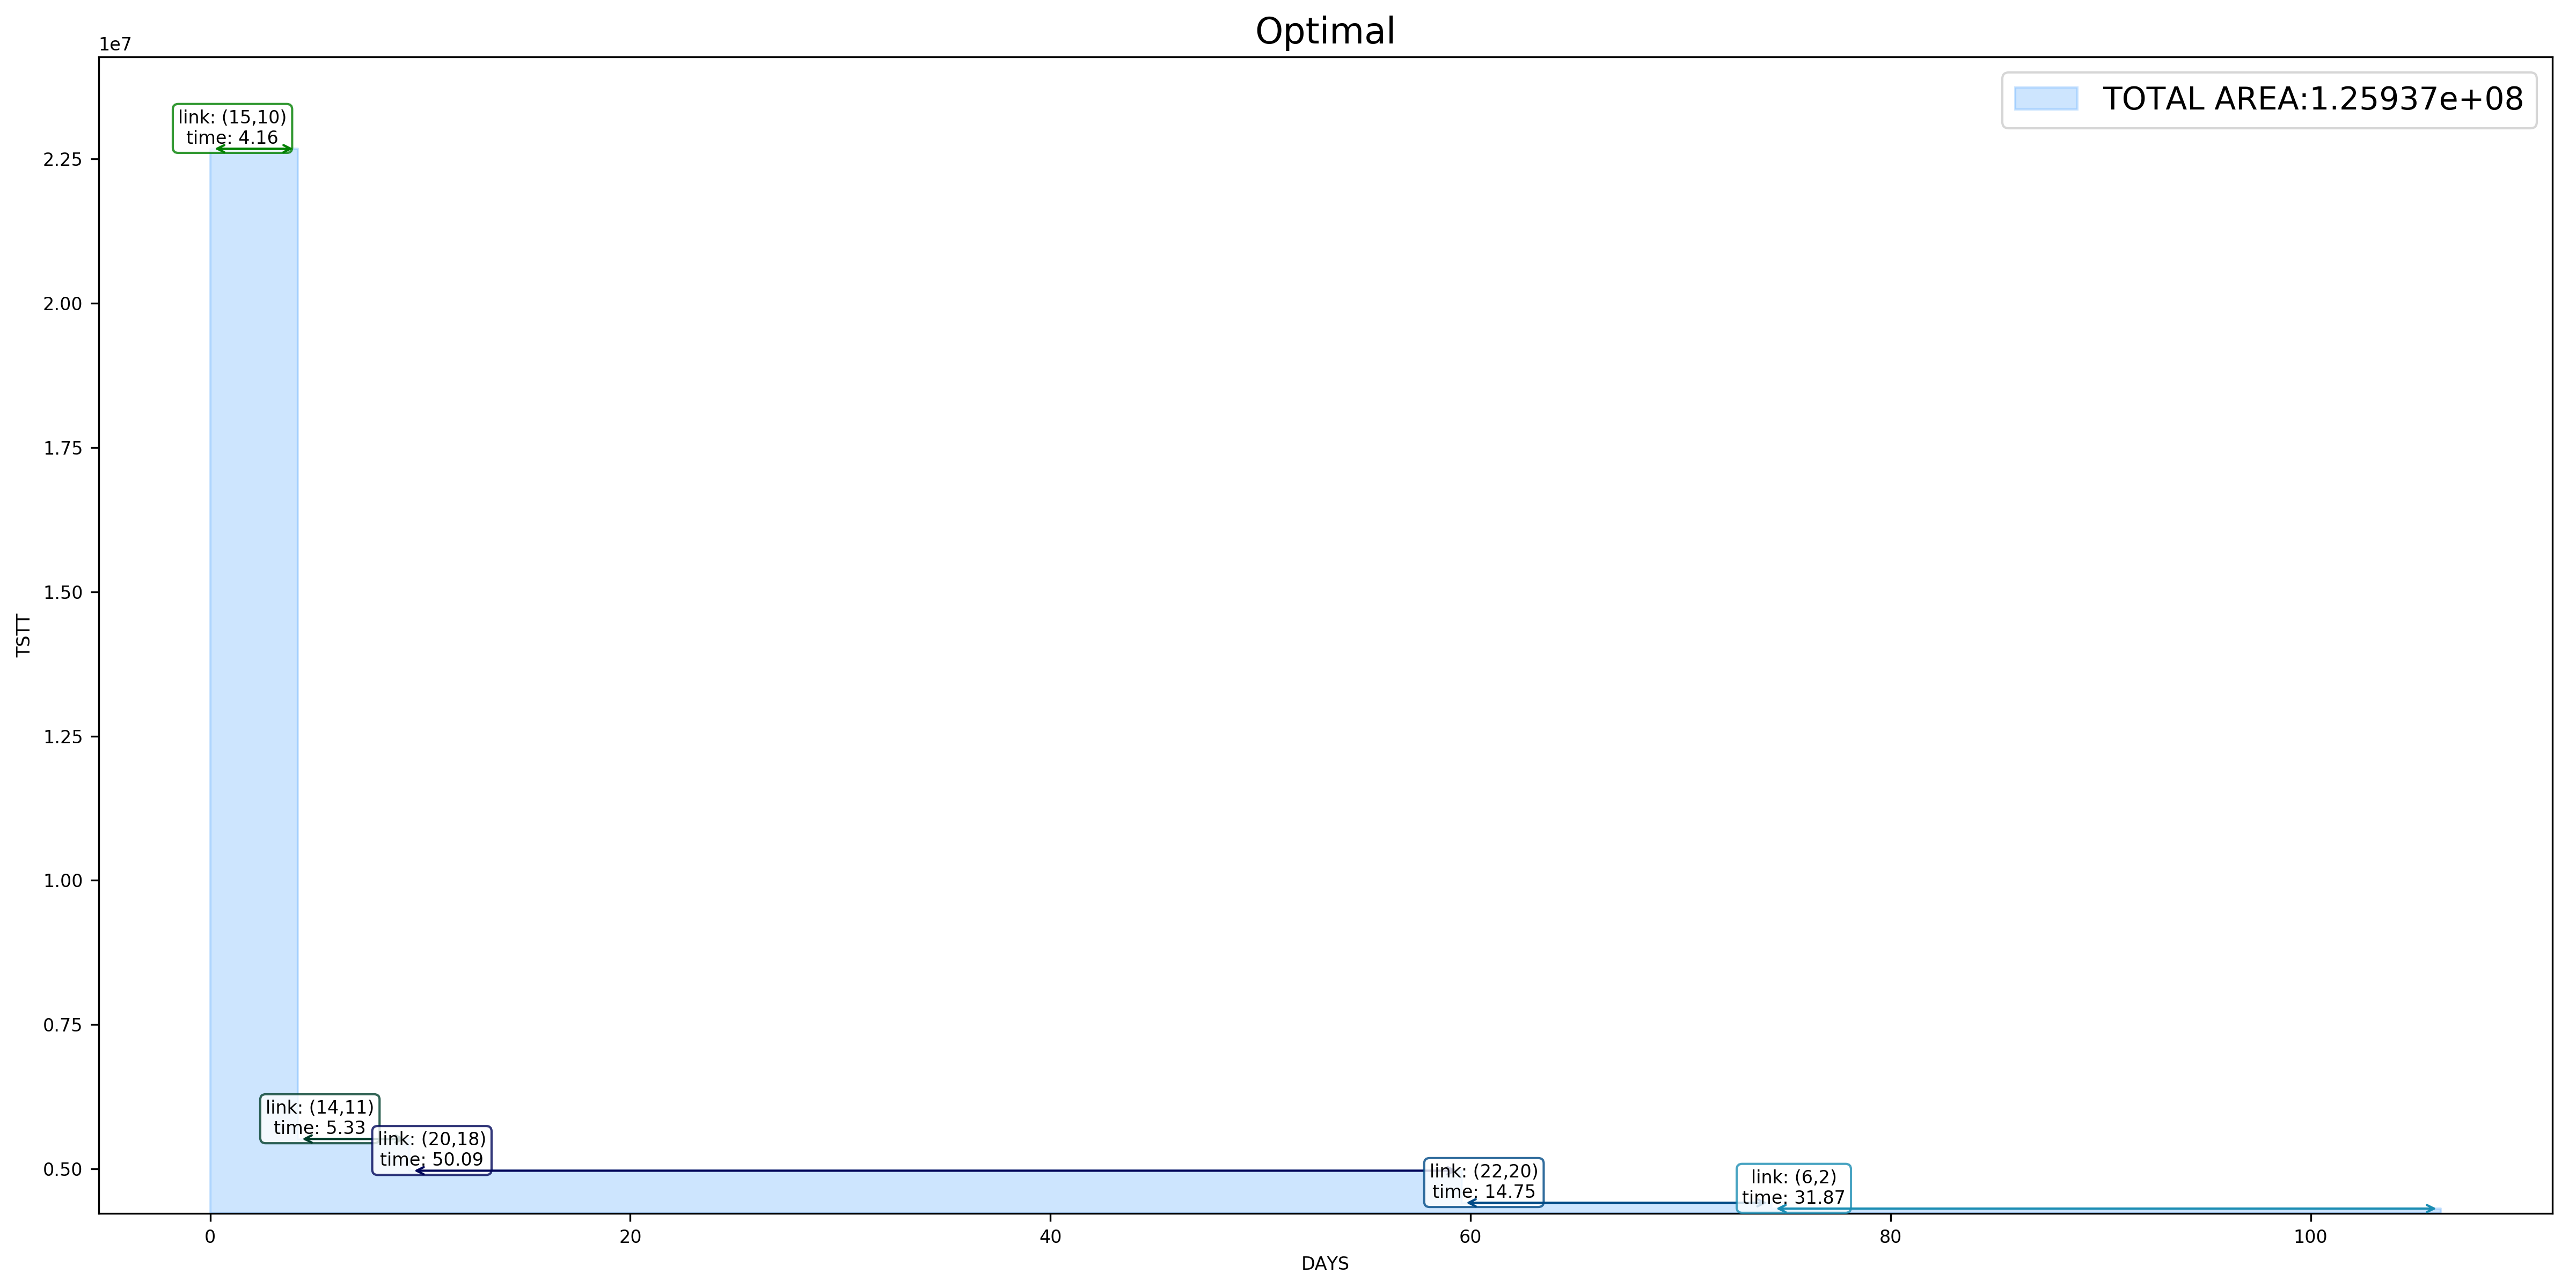 Optimal
1e7
TOTAL AREA:1.25937e+08
link: (15,10)
time: 4.16
2.25
2.00
1.75
1.50
1.25
1.00
0.75
0.50
TSTT
link: (14,11)
time: 5.33
link: (20,18)
time: 50.09
link: (22,20)
time: 14.75
link: (6,2)
time: 31.87
0
20
40
60
80
100
DAYS